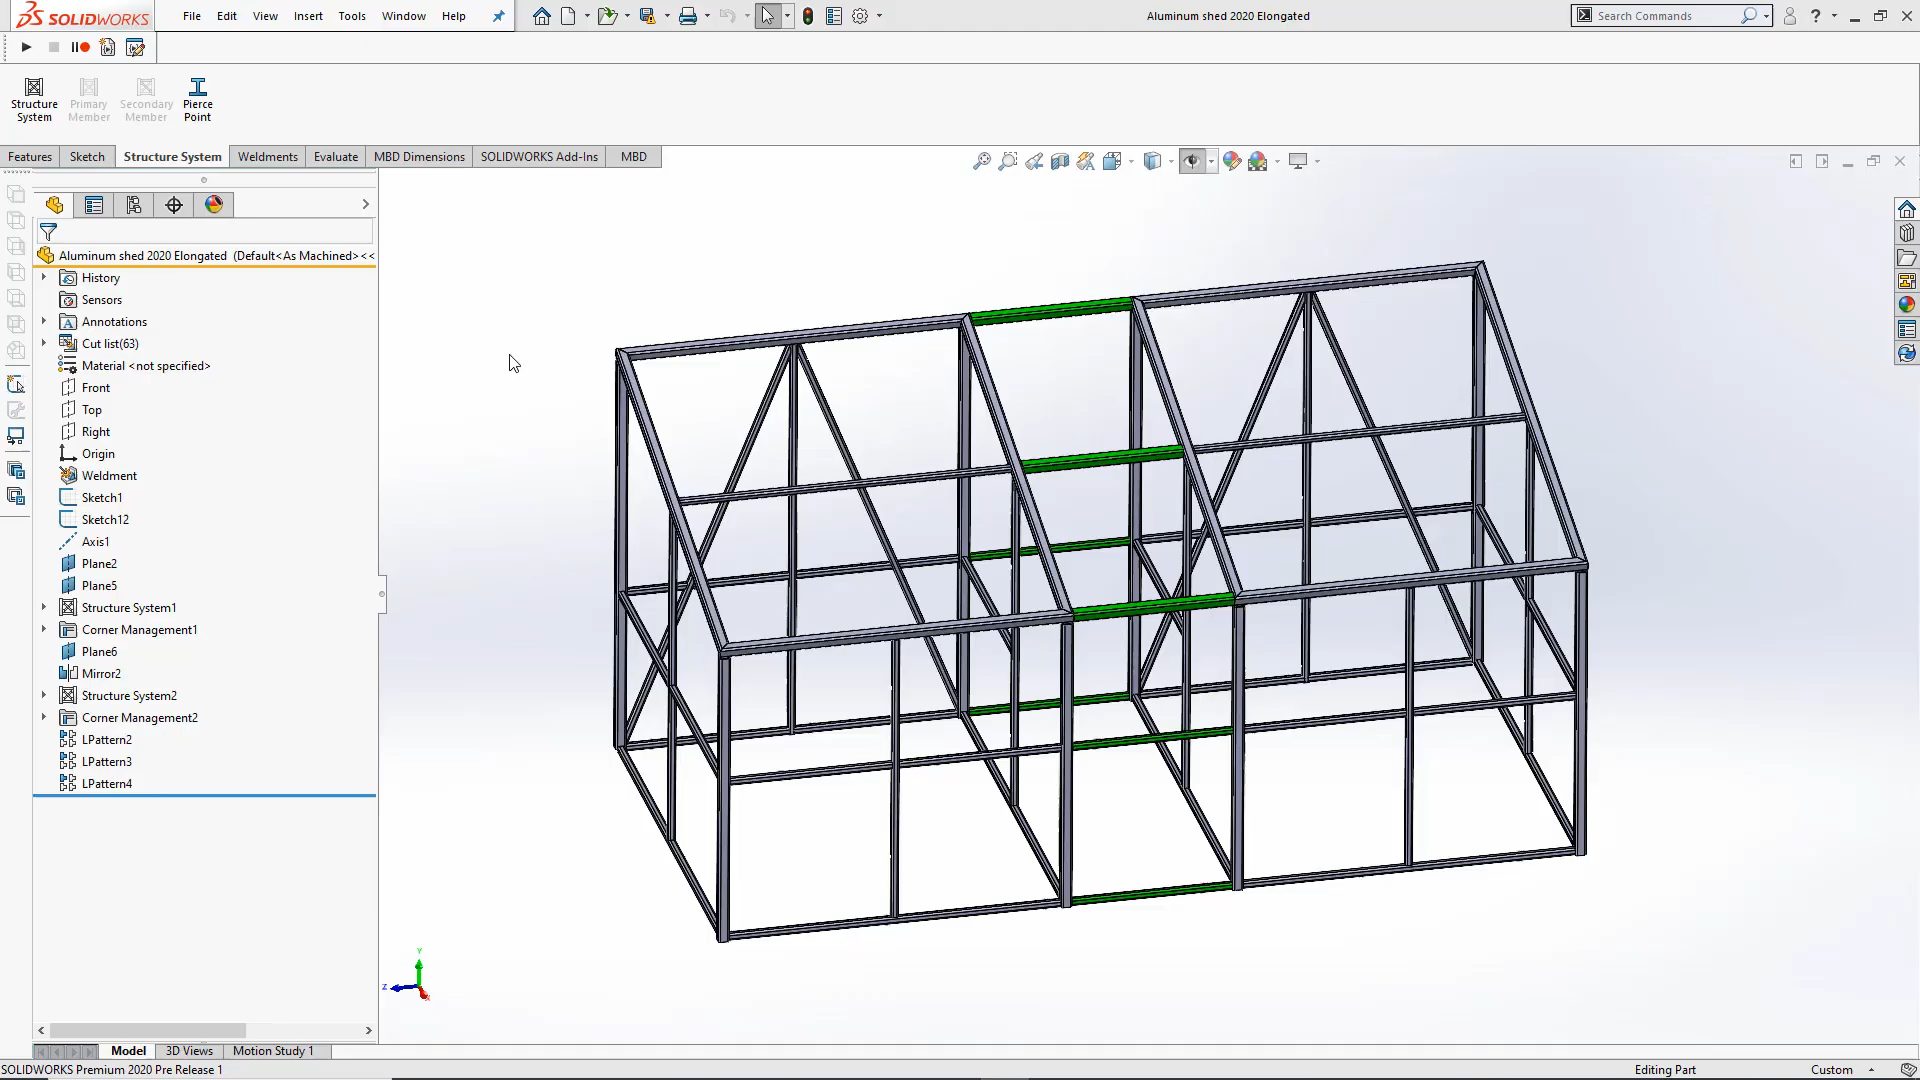 SOLIDWORKS
File Edit View Insert Tools Window Help
Aluminum shed 2020 Elongated
Search Commands
Structure System
Primary Member
Secondary Member
Pierce Point
Features Sketch Structure System Weldments Evaluate MBD Dimensions SOLIDWORKS Add-Ins MBD
Aluminum shed 2020 Elongated (Default<As Machined><<
History
Sensors
Annotations
Cut list(63)
Material <not specified>
Front
Top
Right
Origin
Weldment
Sketch1
Sketch12
Axis1
Plane2
Plane5
Structure System1
Corner Management1
Plane6
Mirror2
Structure System2
Corner Management2
LPattern2
LPattern3
LPattern4
Y
Z
Model 3D Views Motion Study 1
SOLIDWORKS Premium 2020 Pre Release 1
Editing Part
Custom